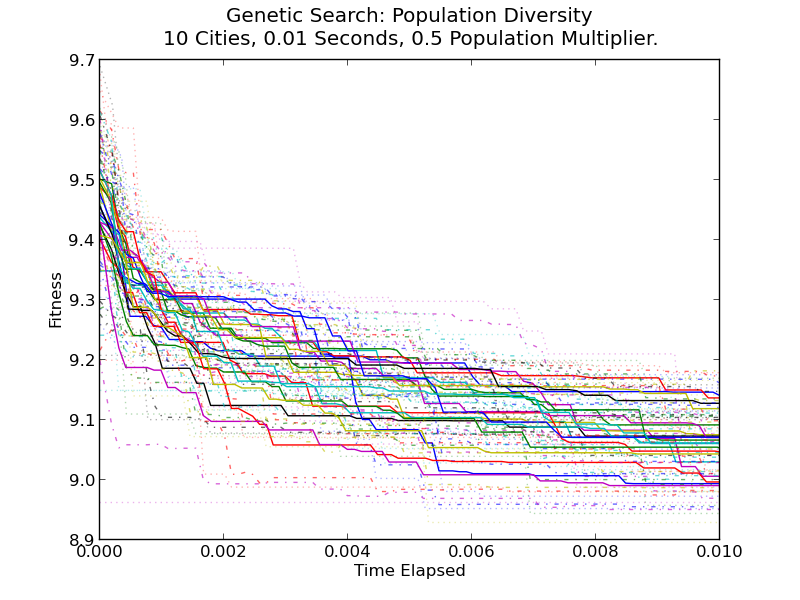 Genetic Search: Population Diversity
10 Cities, 0.01 Seconds, 0.5 Population Multiplier.
9.7
9.6
9.5
9.4
9.3
9.2
9.1
9.0
8.9
Fitness
0.000 0.002 0.004 0.006 0.008 0.010
Time Elapsed